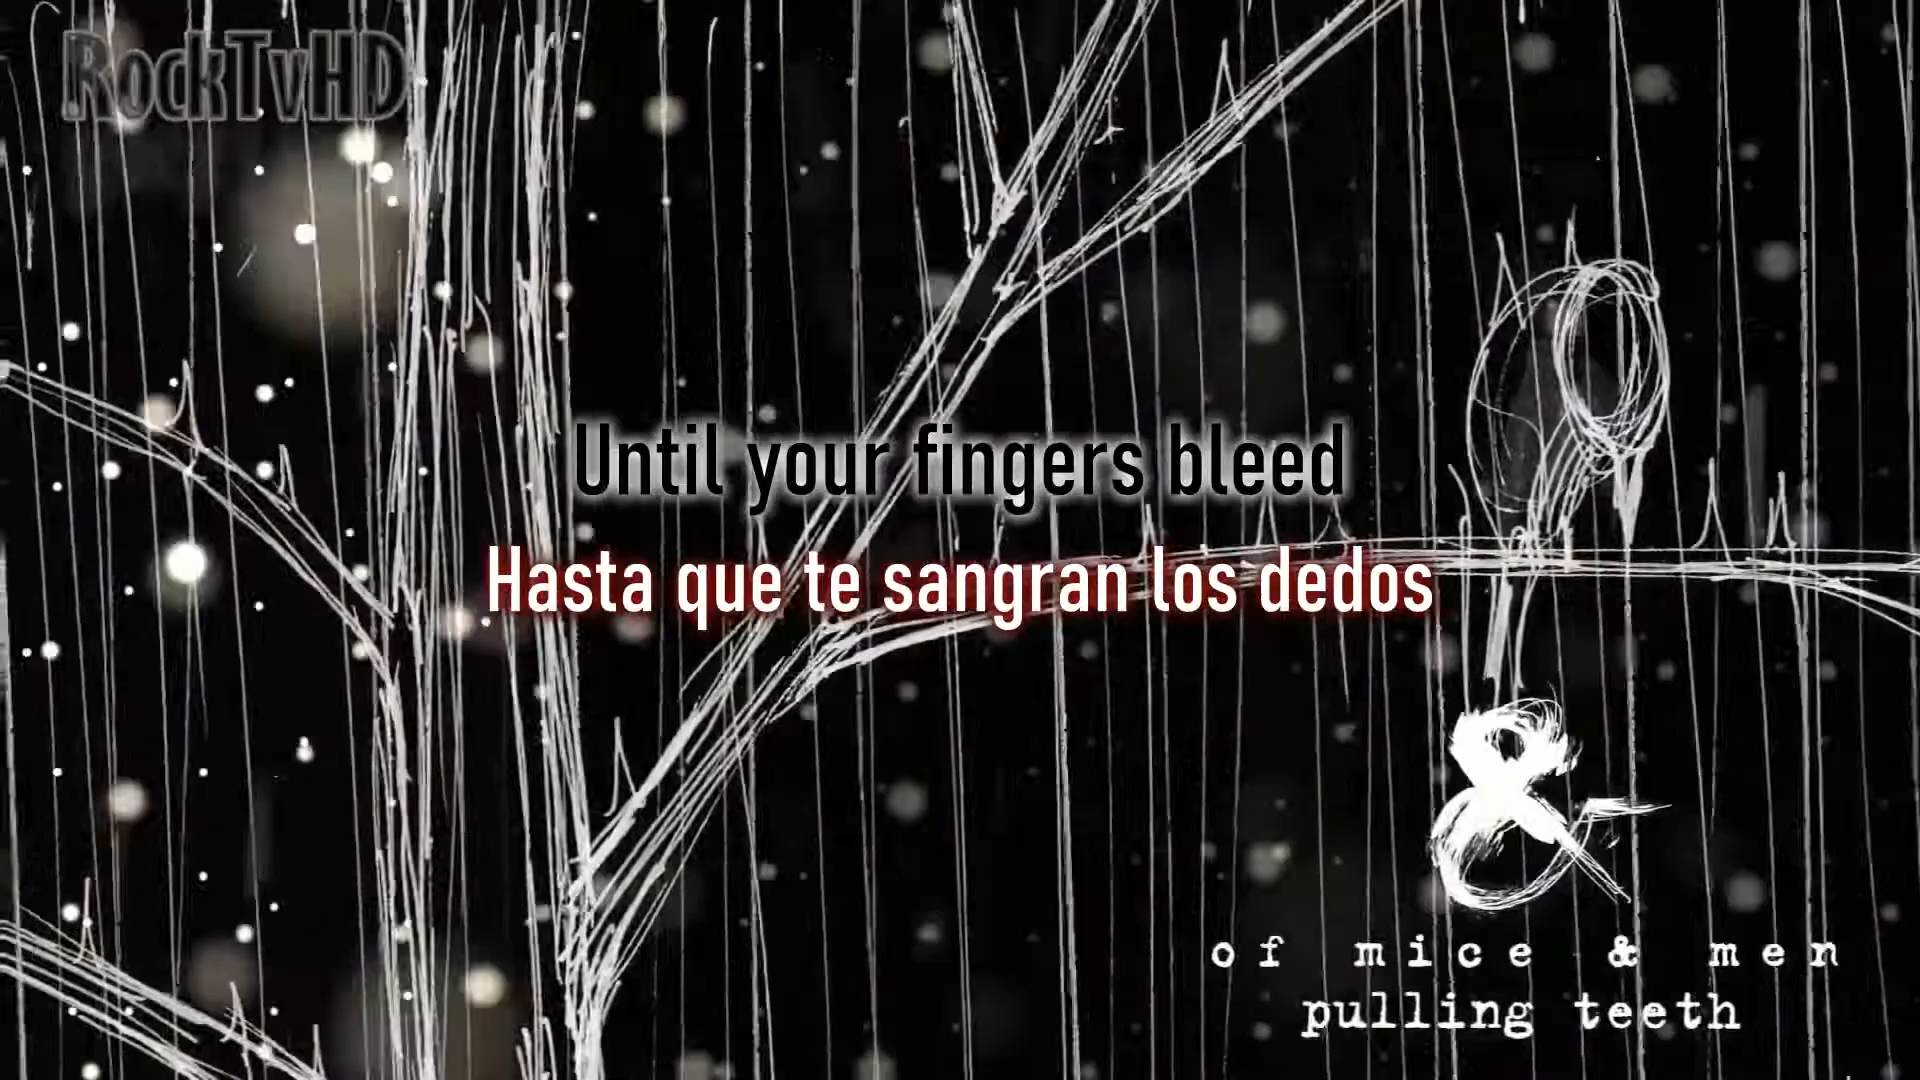 RockTvHD
Until your fingers bleed
Hasta que te sangran los dedos
&
of mice & men
pulling teeth